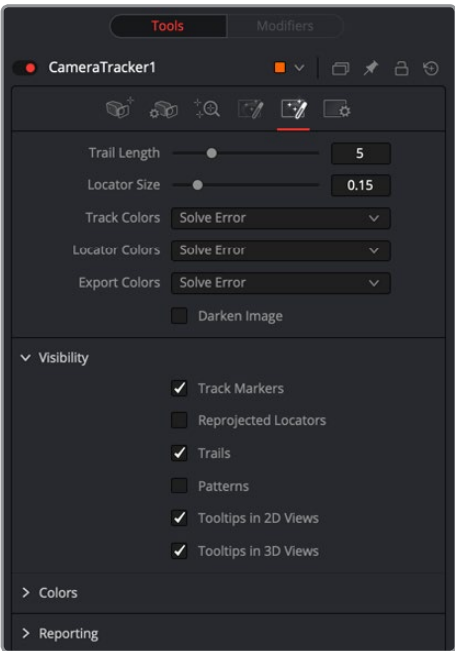 Tools Modifiers
CameraTracker1
Trail Length 5
Locator Size 0.15
Track Colors Solve Error
Locator Colors Solve Error
Export Colors Solve Error
Darken Image
Visibility
Track Markers
Reprojected Locators
Trails
Patterns
Tooltips in 2D Views
Tooltips in 3D Views
Colors
Reporting